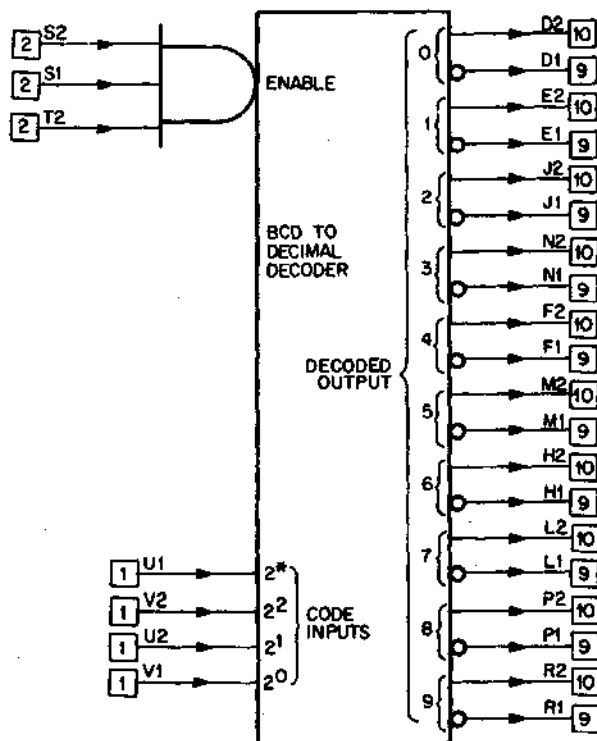 2 S2
2 S1
2 T2
ENABLE
BCD TO
DECIMAL
DECODER
1 U1 2*
1 V2 2²
1 U2 2¹
1 V1 2⁰
CODE
INPUTS
DECODED
OUTPUT
0 D2 10
D1 9
1 E2 10
E1 9
2 J2 10
J1 9
3 N2 10
N1 9
4 F2 10
F1 9
5 M2 10
M1 9
6 H2 10
H1 9
7 L2 10
L1 9
8 P2 10
P1 9
9 R2 10
R1 9